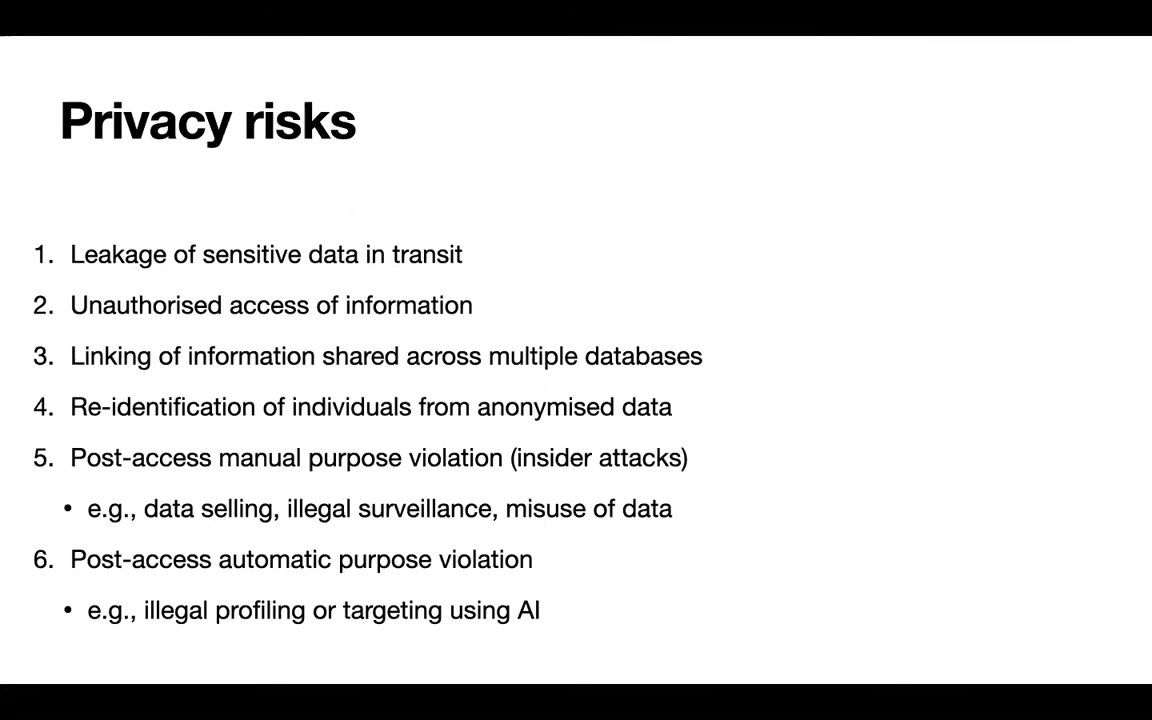 Privacy risks
1. Leakage of sensitive data in transit
2. Unauthorised access of information
3. Linking of information shared across multiple databases
4. Re-identification of individuals from anonymised data
5. Post-access manual purpose violation (insider attacks)
• e.g., data selling, illegal surveillance, misuse of data
6. Post-access automatic purpose violation
• e.g., illegal profiling or targeting using AI